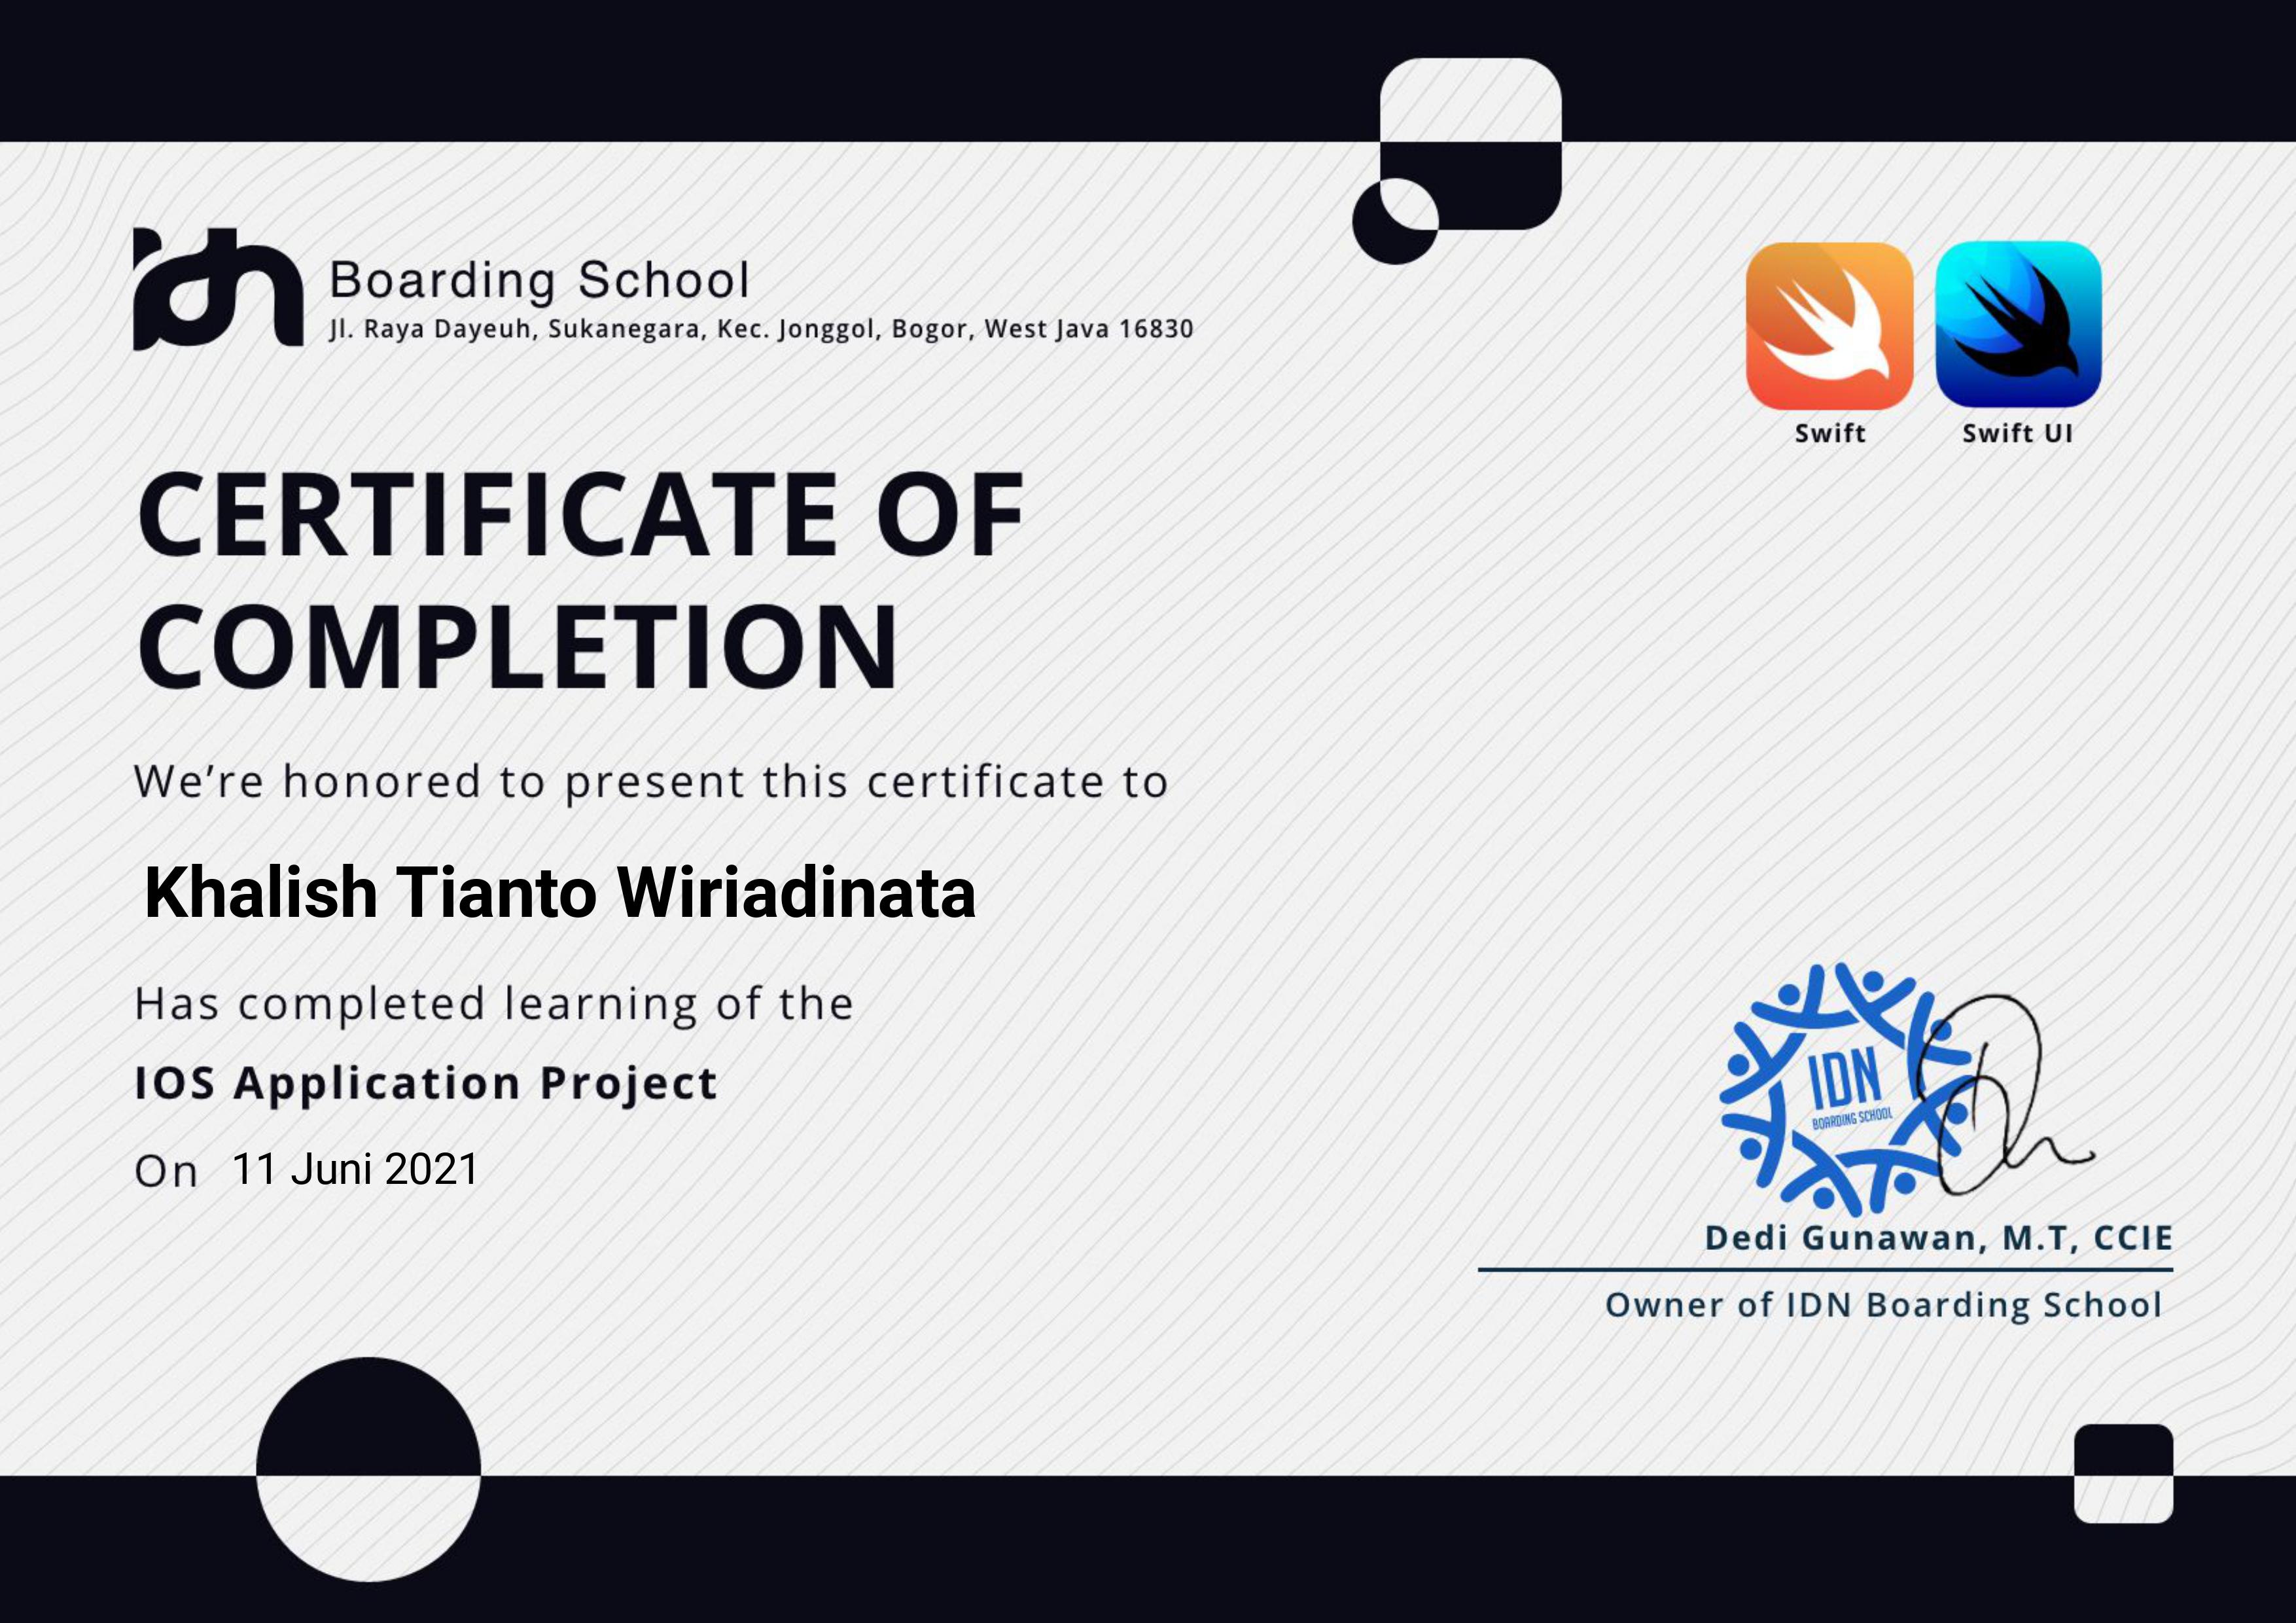 idn
Boarding School
Jl. Raya Dayeuh, Sukanegara, Kec. Jonggol, Bogor, West Java 16830
Swift
Swift UI
CERTIFICATE OF
COMPLETION
We’re honored to present this certificate to
Khalish Tianto Wiriadinata
Has completed learning of the
IOS Application Project
On 11 Juni 2021
IDN
BOARDING SCHOOL
Dedi Gunawan, M.T, CCIE
Owner of IDN Boarding School